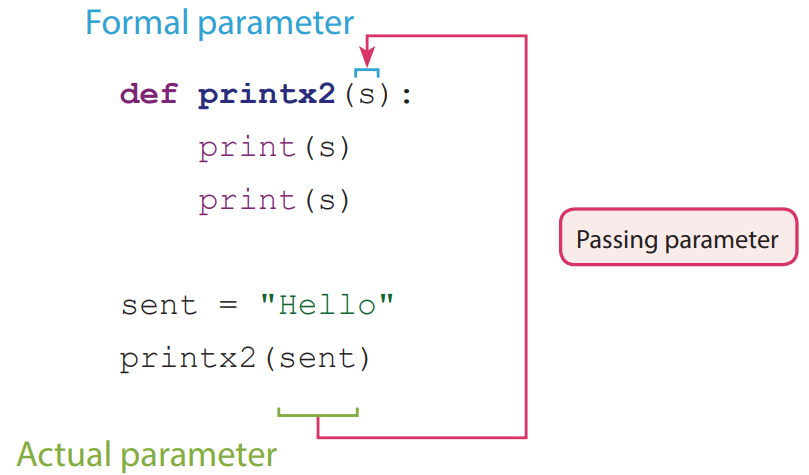 Formal parameter
def printx2(s):
    print(s)
    print(s)
Passing parameter
sent = "Hello"
printx2(sent)
Actual parameter